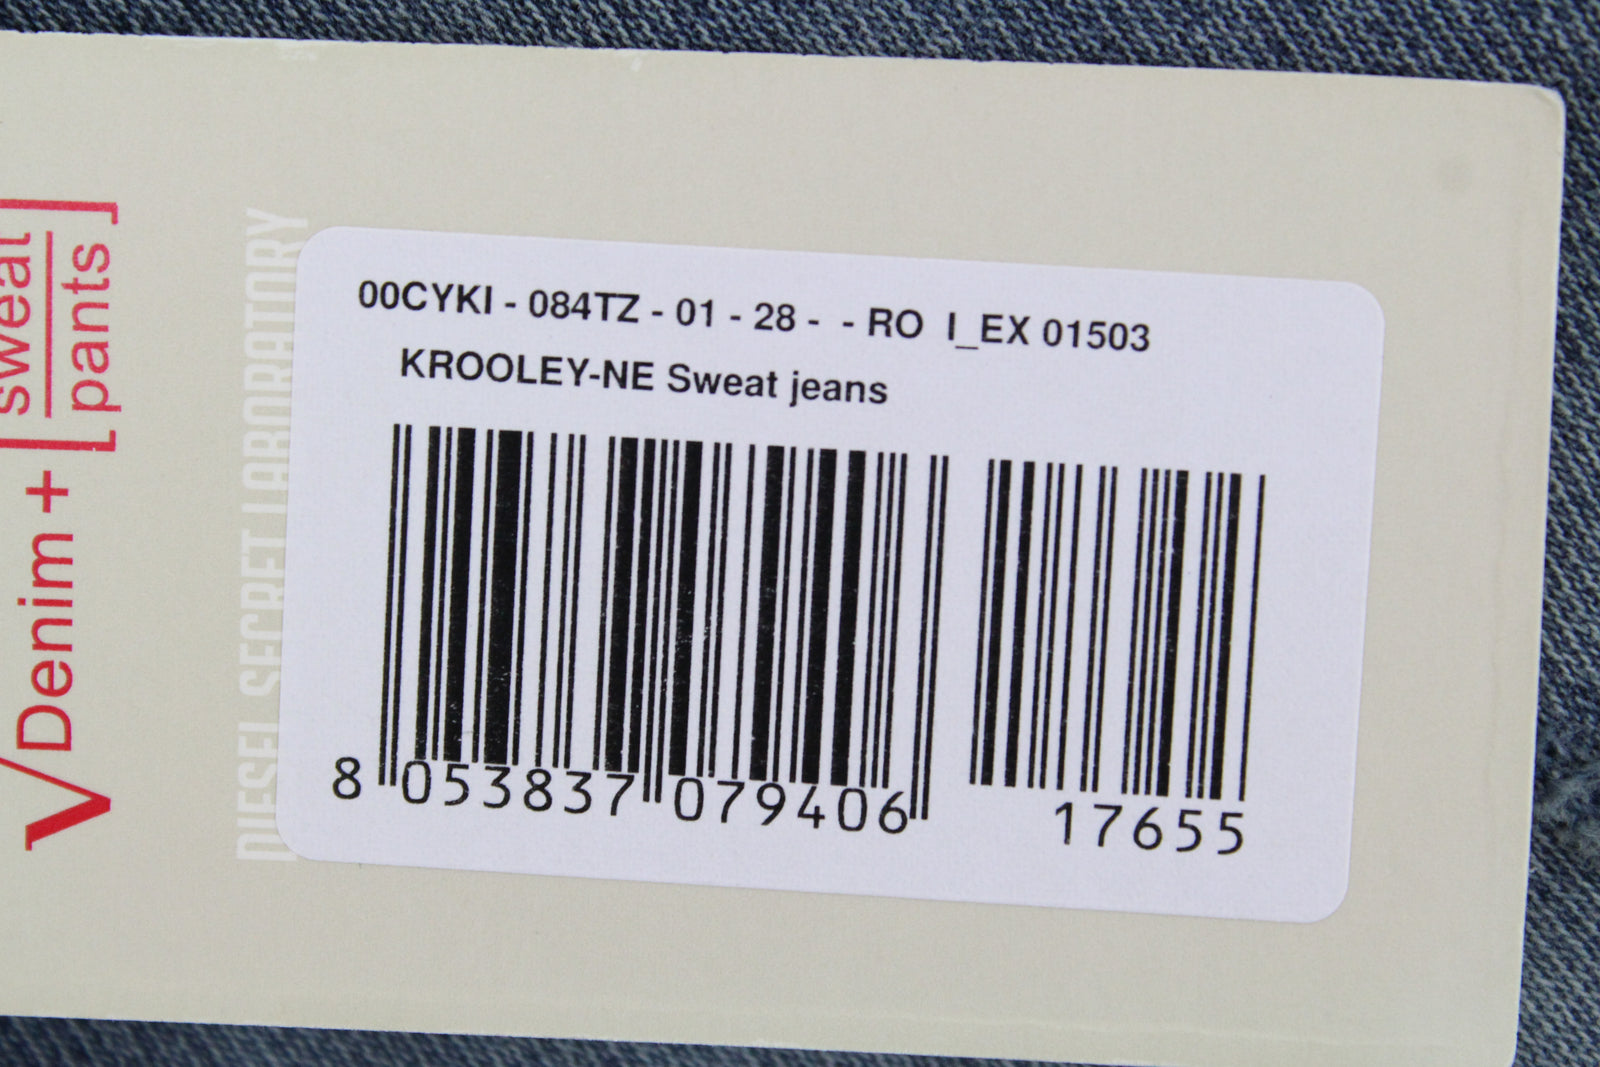 00CYKI - 084TZ - 01 - 28 - - RO I_EX 01503
KROOLEY-NE Sweat jeans
8 053837 079406 17655
Denim + [sweat
pants]
DIESEL SECRET LABORATORY